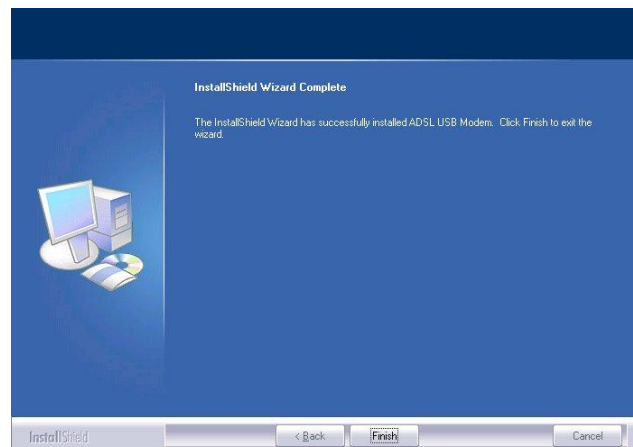 InstallShield Wizard Complete
The InstallShield Wizard has successfully installed ADSL USB Modem. Click Finish to exit the
wizard.
InstallShield
< Back
Finish
Cancel